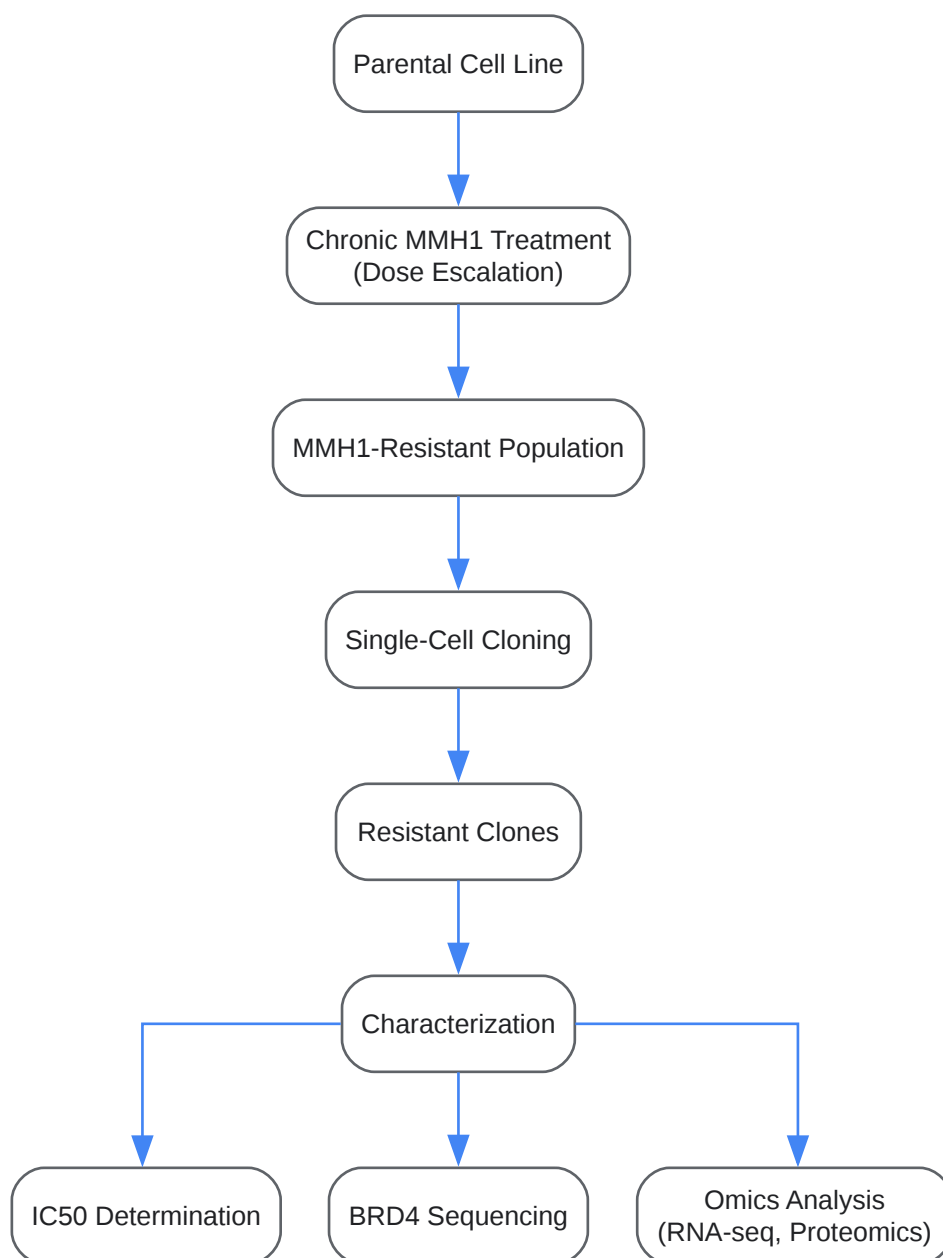 Parental Cell Line
Chronic MMH1 Treatment
(Dose Escalation)
MMH1-Resistant Population
Single-Cell Cloning
Resistant Clones
Characterization
IC50 Determination
BRD4 Sequencing
Omics Analysis
(RNA-seq, Proteomics)